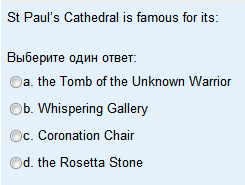 St Paul's Cathedral is famous for its:
Выберите один ответ:
a. the Tomb of the Unknown Warrior
b. Whispering Gallery
c. Coronation Chair
d. the Rosetta Stone